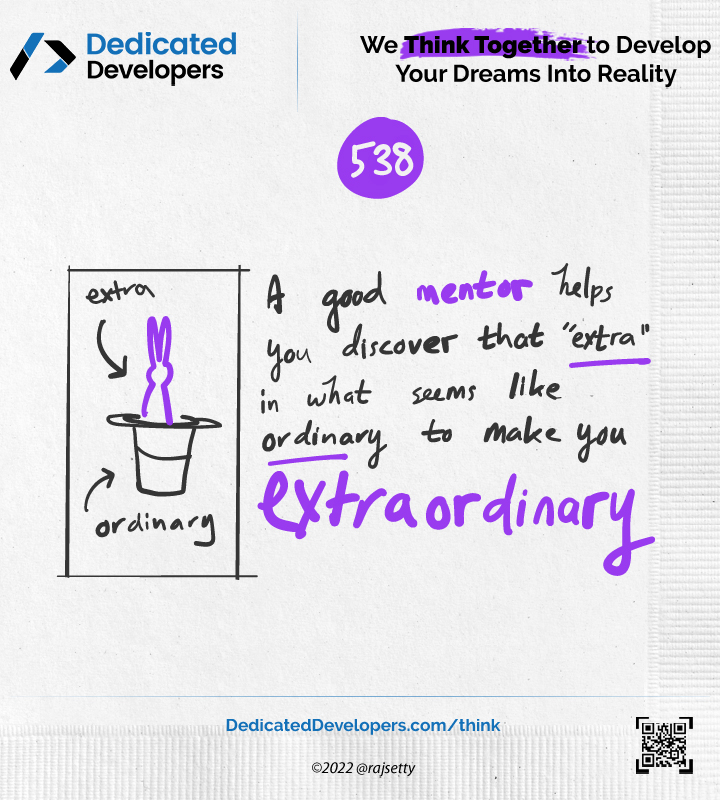 Dedicated
Developers
We Think Together to Develop
Your Dreams Into Reality
538
extra
ordinary
A good mentor helps
you discover that "extra"
in what seems like
ordinary to make you
extraordinary
DedicatedDevelopers.com/think
©2022 @rajsetty